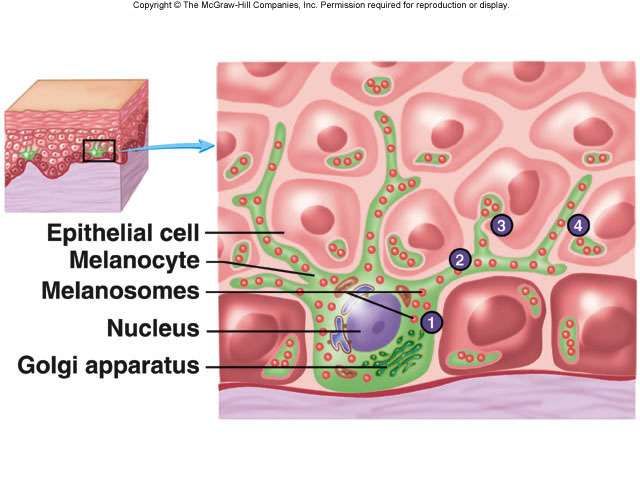 Copyright © The McGraw-Hill Companies, Inc. Permission required for reproduction or display.
Epithelial cell
Melanocyte
Melanosomes
Nucleus
Golgi apparatus
1
2
3
4